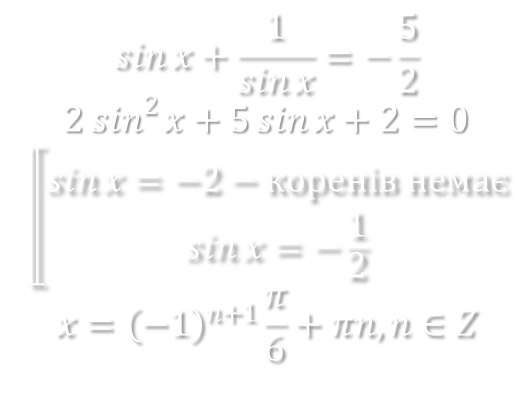 sin x + 1/sin x = −5/2
2 sin² x + 5 sin x + 2 = 0
[ sin x = −2 − коренів немає
sin x = −1/2
x = (−1)ⁿ⁺¹ π/6 + πn, n ∈ Z